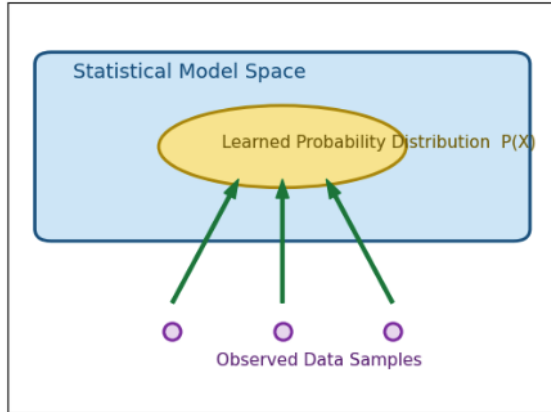 Statistical Model Space
Learned Probability Distribution P(X)
Observed Data Samples